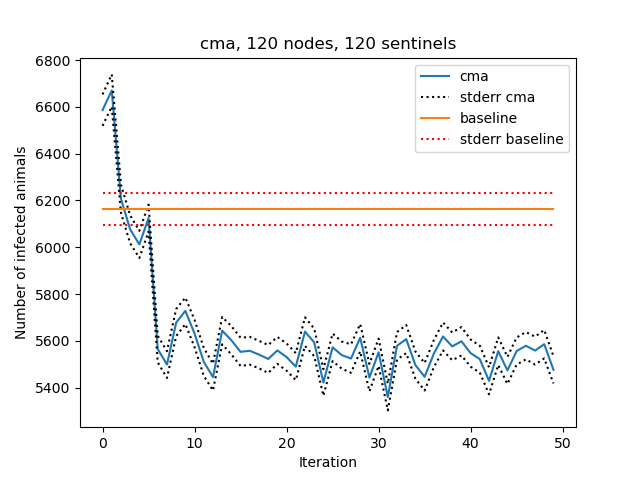 cma, 120 nodes, 120 sentinels
6800
6600
6400
6200
6000
5800
5600
5400
Number of infected animals
cma
stderr cma
baseline
stderr baseline
0 10 20 30 40 50
Iteration